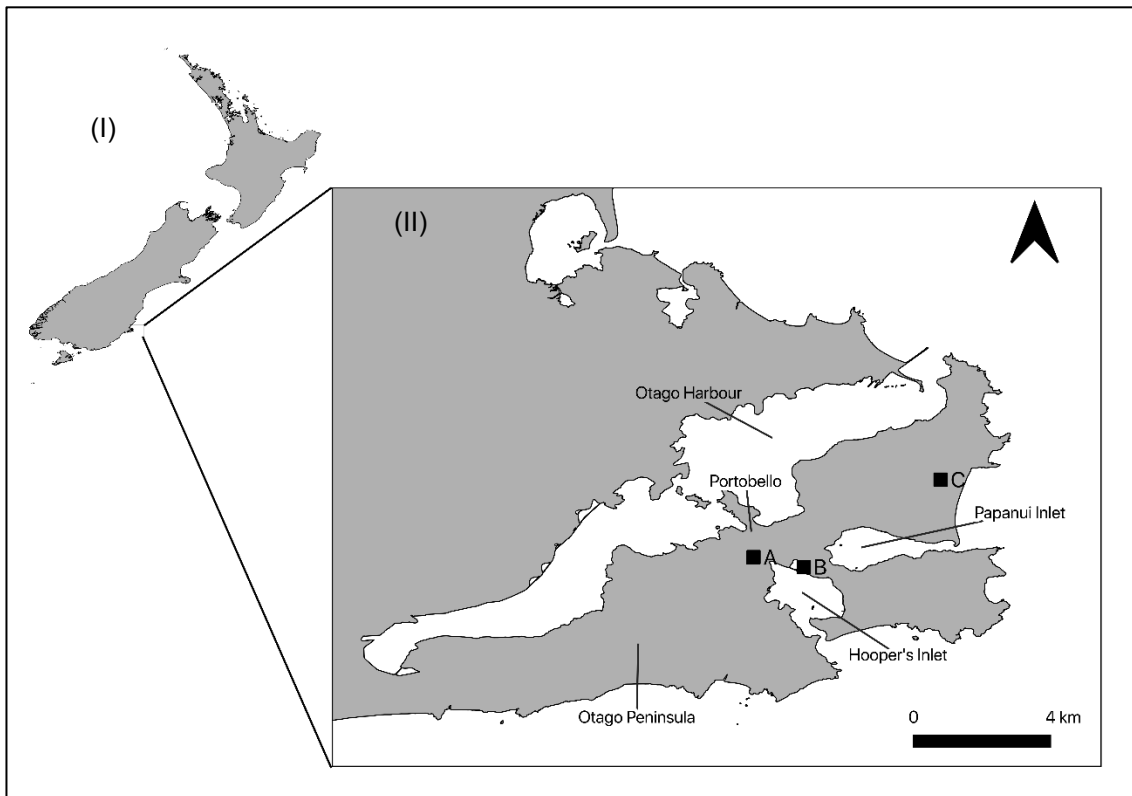 (I)
(II)
Otago Harbour
Portobello
C
Papanui Inlet
A
B
Hooper's Inlet
Otago Peninsula
0 4 km